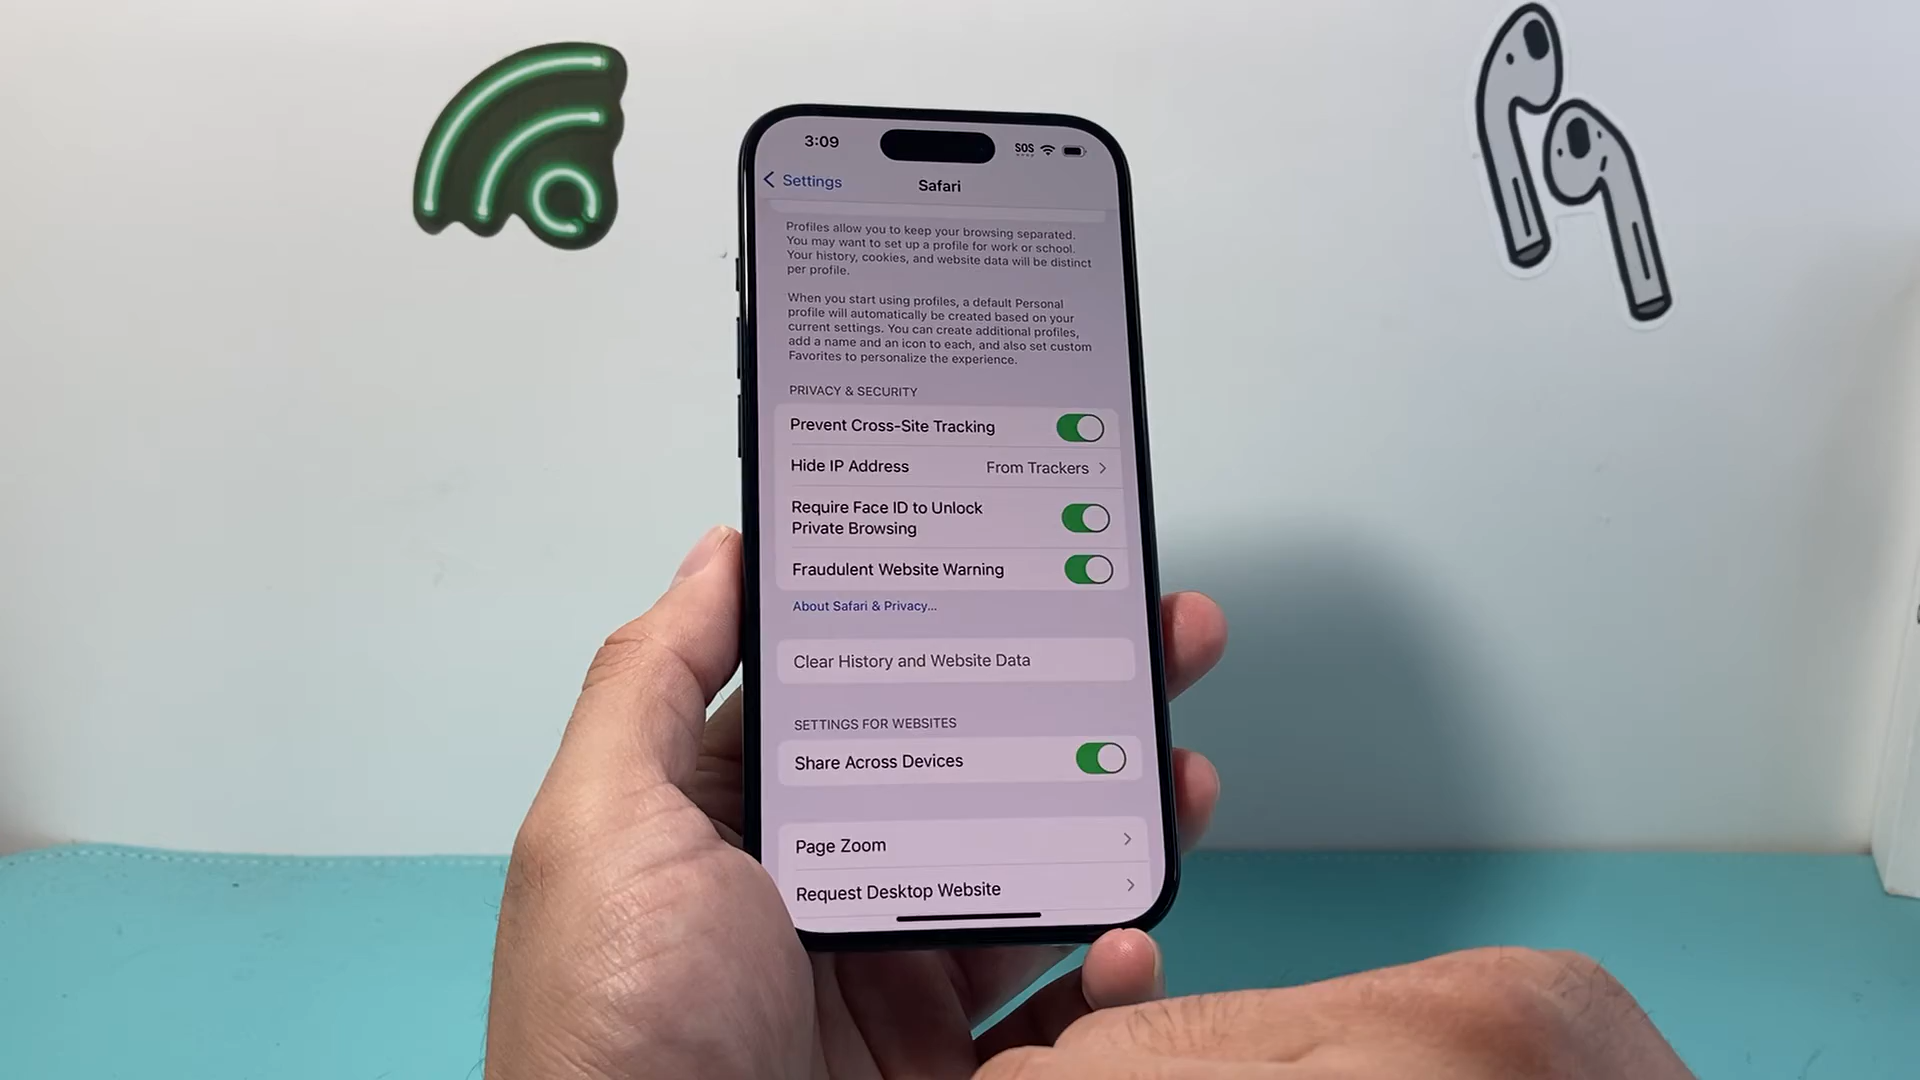 3:09
SOS
Settings
Safari
Profiles allow you to keep your browsing separated.
You may want to set up a profile for work or school.
Your history, cookies, and website data will be distinct
per profile.
When you start using profiles, a default Personal
profile will automatically be created based on your
current settings. You can create additional profiles,
add a name and an icon to each, and also set custom
Favorites to personalize the experience.
PRIVACY & SECURITY
Prevent Cross-Site Tracking
Hide IP Address From Trackers
Require Face ID to Unlock
Private Browsing
Fraudulent Website Warning
About Safari & Privacy...
Clear History and Website Data
SETTINGS FOR WEBSITES
Share Across Devices
Page Zoom
Request Desktop Website